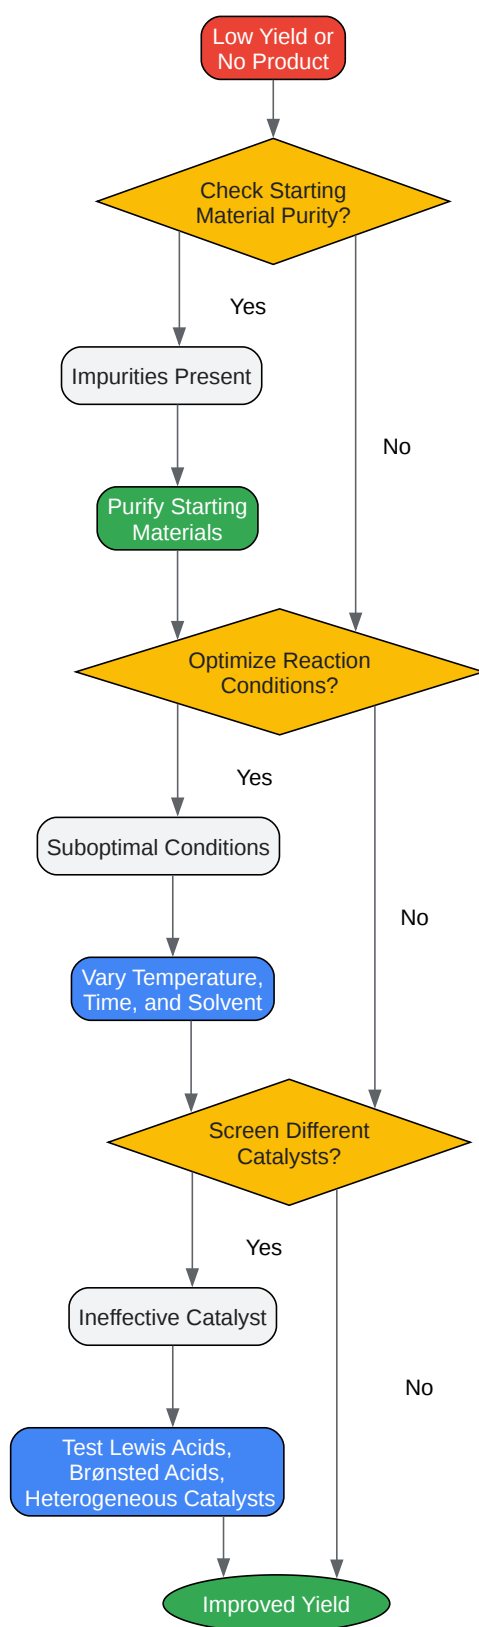 Low Yield or
No Product
Check Starting
Material Purity?
Yes
Impurities Present
No
Purify Starting
Materials
Optimize Reaction
Conditions?
Yes
Suboptimal Conditions
No
Vary Temperature,
Time, and Solvent
Screen Different
Catalysts?
Yes
Ineffective Catalyst
No
Test Lewis Acids,
Brønsted Acids,
Heterogeneous Catalysts
Improved Yield